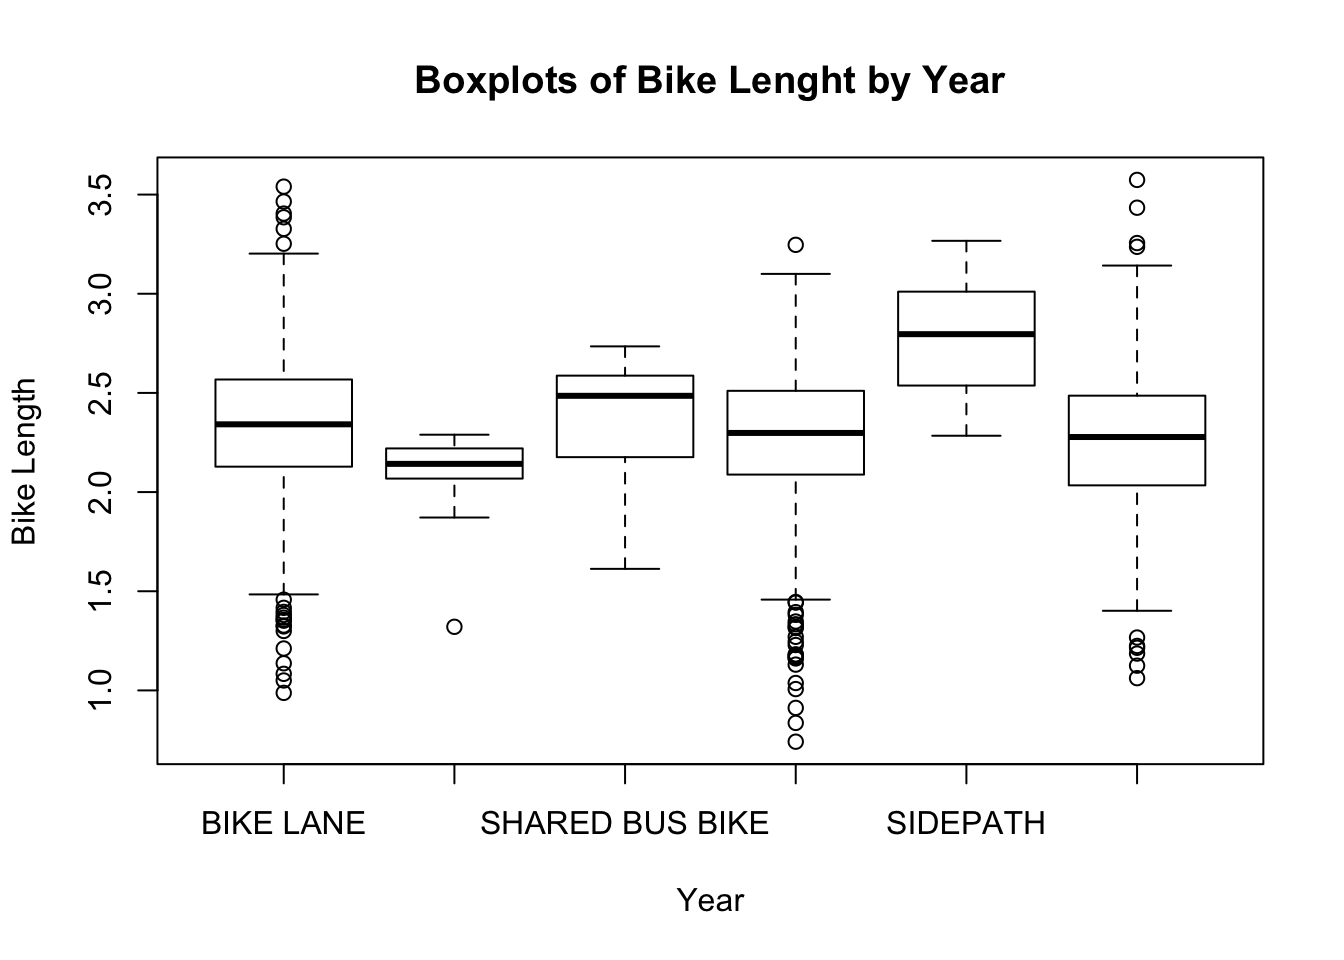 Boxplots of Bike Lenght by Year
Bike Length
3.5
3.0
2.5
2.0
1.5
1.0
BIKE LANE SHARED BUS BIKE SIDEPATH
Year